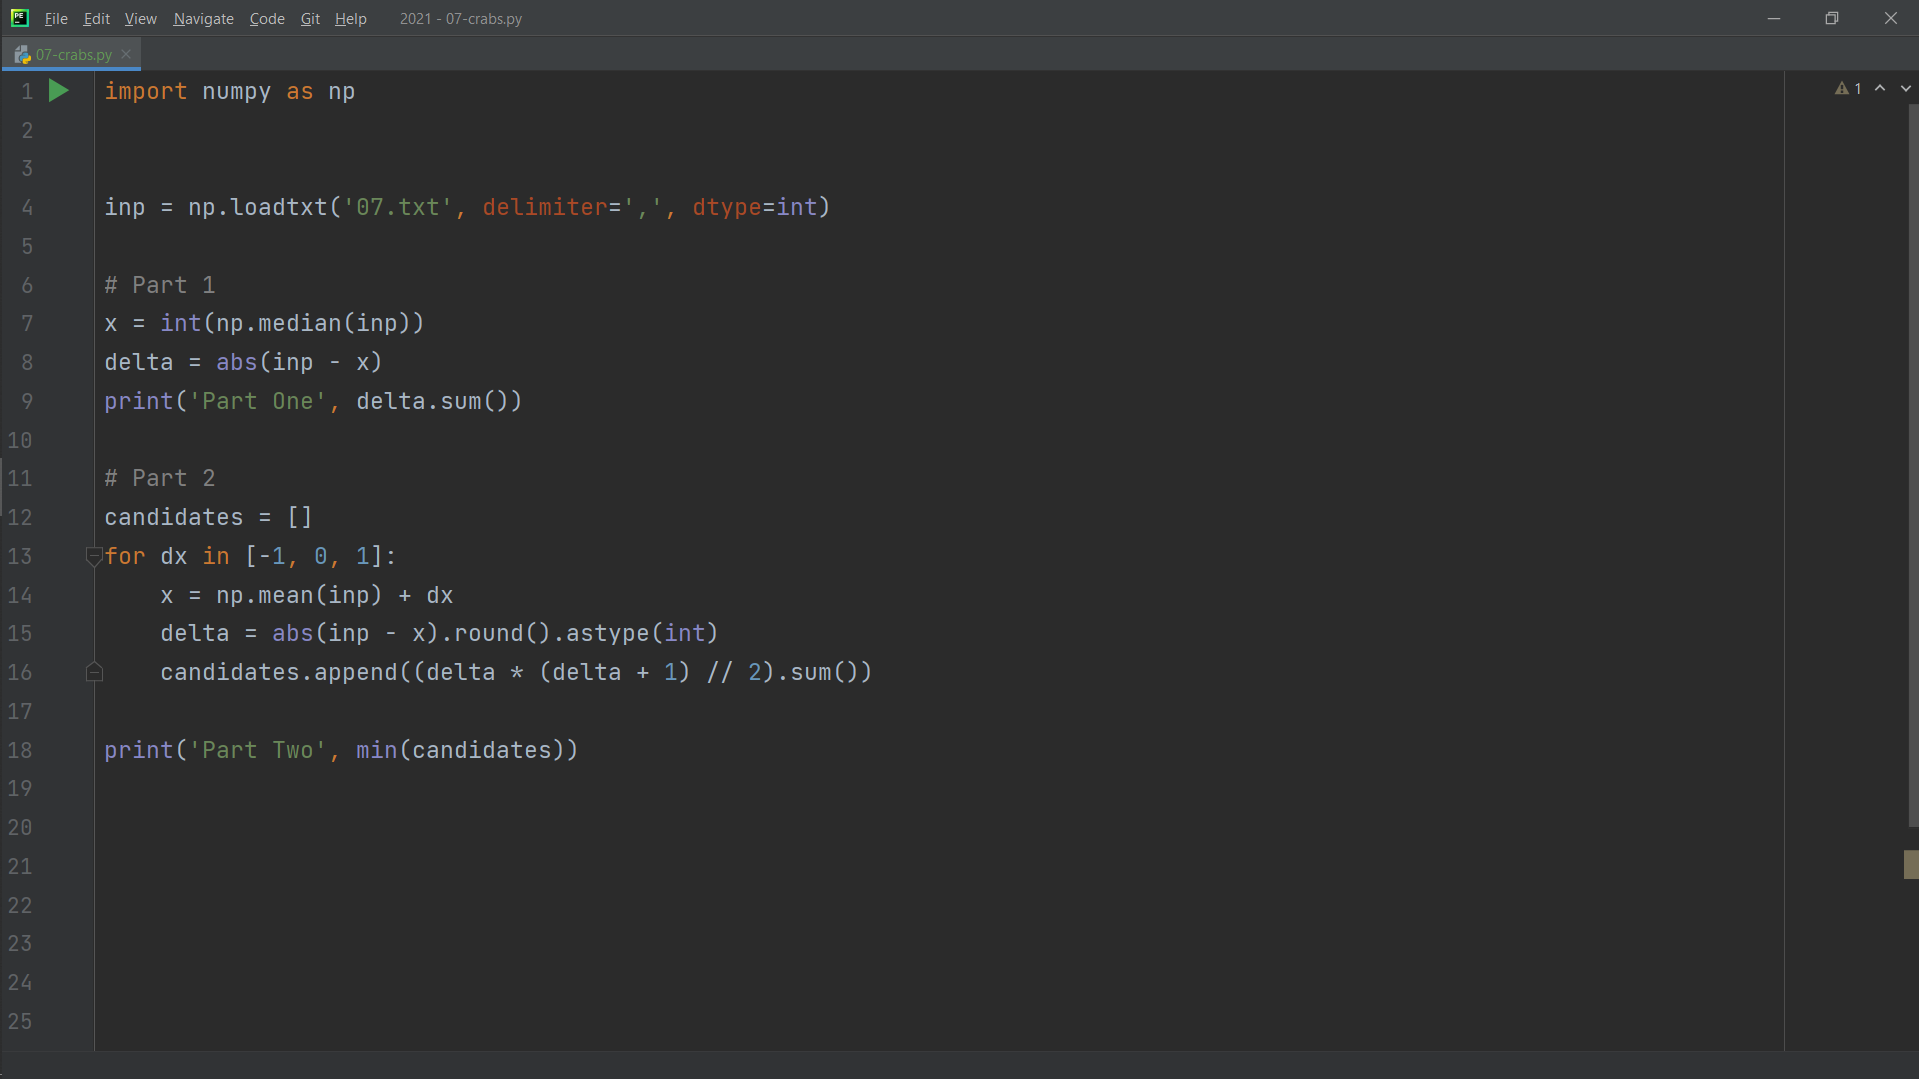 PE File Edit View Navigate Code Git Help 2021 - 07-crabs.py
07-crabs.py
1 import numpy as np 1
2
3
4 inp = np.loadtxt('07.txt', delimiter=',', dtype=int)
5
6 # Part 1
7 x = int(np.median(inp))
8 delta = abs(inp - x)
9 print('Part One', delta.sum())
10
11 # Part 2
12 candidates = []
13 for dx in [-1, 0, 1]:
14     x = np.mean(inp) + dx
15     delta = abs(inp - x).round().astype(int)
16     candidates.append((delta * (delta + 1) // 2).sum())
17
18 print('Part Two', min(candidates))
19
20
21
22
23
24
25